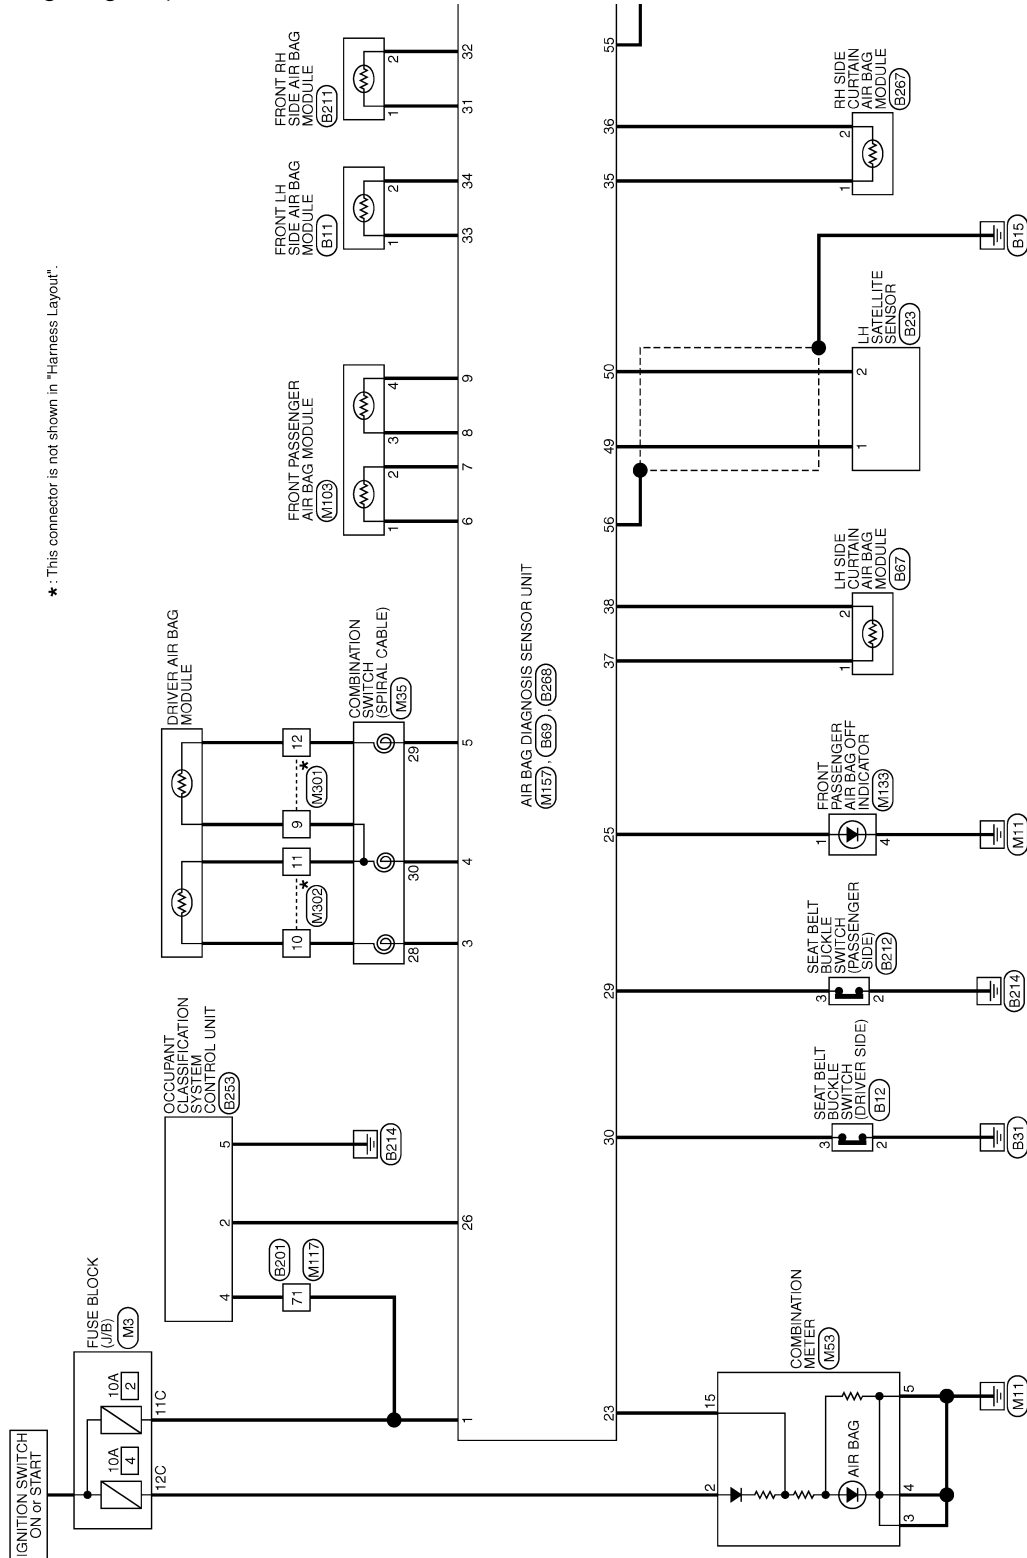 IGNITION SWITCH
ON or START
FUSE BLOCK
(J/B)
M3
10A
2
10A
4
11C
12C
OCCUPANT
CLASSIFICATION
SYSTEM
CONTROL UNIT
B253
4
2
5
71
B201
M117
B214
DRIVER AIR BAG
MODULE
10
11
9
12
*
M302
*
M301
COMBINATION
SWITCH
(SPIRAL CABLE)
M35
28
30
29
FRONT PASSENGER
AIR BAG MODULE
M103
1
2
3
4
FRONT LH
SIDE AIR BAG
MODULE
B11
1
2
FRONT RH
SIDE AIR BAG
MODULE
B211
1
2
* : This connector is not shown in "Harness Layout".
1
26
3
4
5
6
7
8
9
33
34
31
32
AIR BAG DIAGNOSIS SENSOR UNIT
M157 , B69 , B268
23
30
29
25
37
38
56
49
50
35
36
55
COMBINATION
METER
M53
2
15
AIR BAG
3
4
5
M11
SEAT BELT
BUCKLE
SWITCH
(DRIVER SIDE)
B12
3
2
B31
SEAT BELT
BUCKLE
SWITCH
(PASSENGER
SIDE)
B212
3
2
B214
FRONT
PASSENGER
AIR BAG OFF
INDICATOR
M133
1
4
M11
LH SIDE
CURTAIN
AIR BAG
MODULE
B67
1
2
LH
SATELLITE
SENSOR
B23
1
2
B15
RH SIDE
CURTAIN
AIR BAG
MODULE
B267
1
2